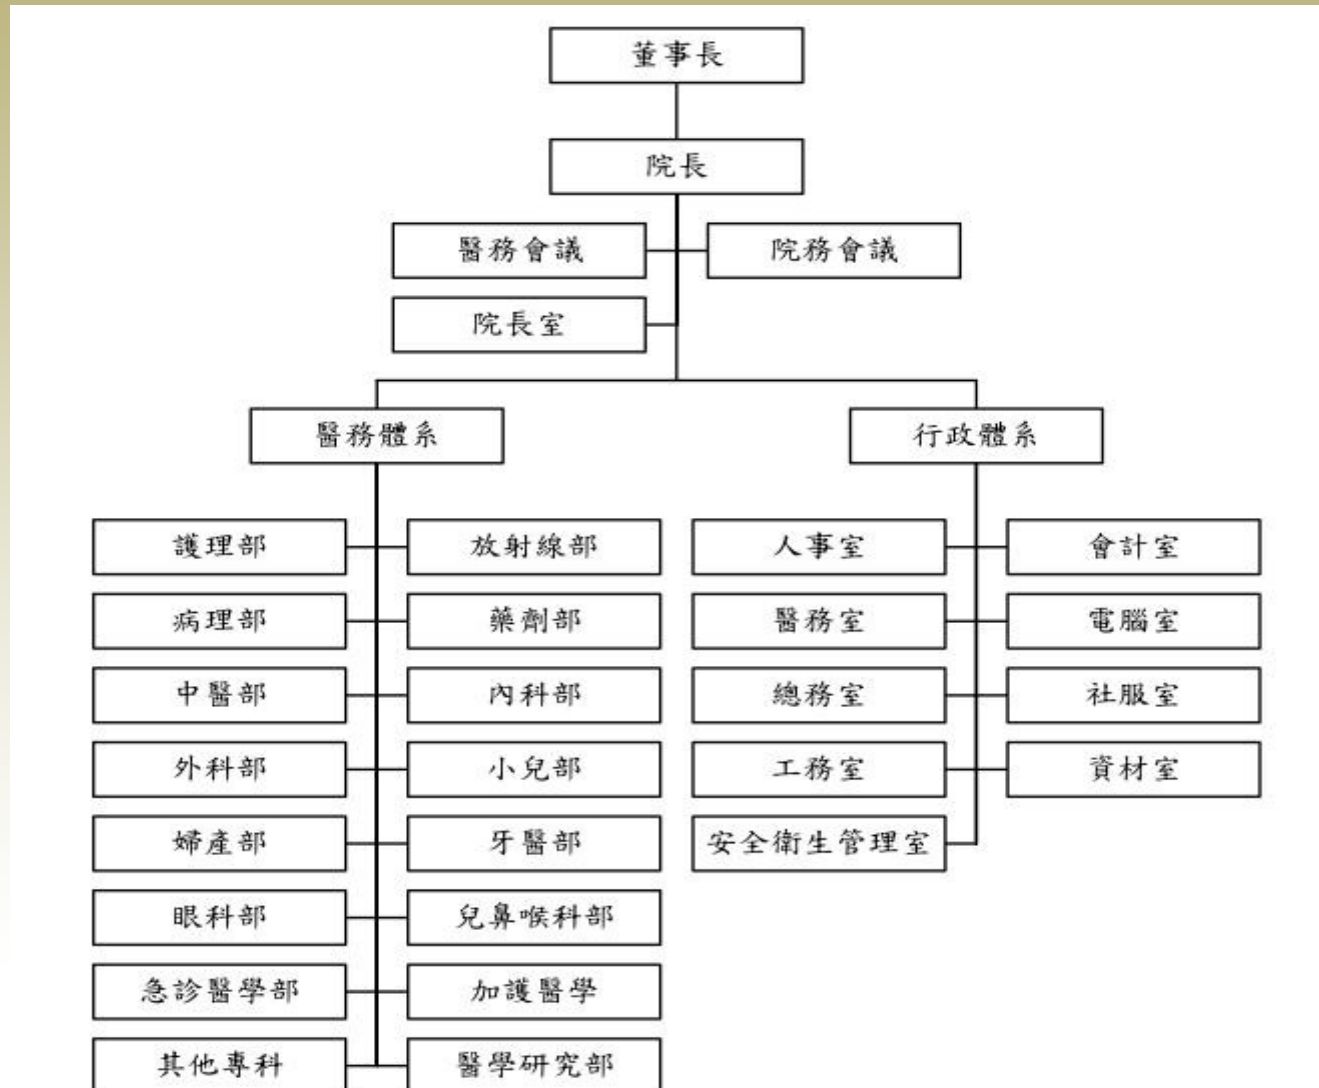 董事長
院長
醫務會議
院務會議
院長室
醫務體系
行政體系
護理部
放射線部
人事室
會計室
病理部
藥劑部
醫務室
電腦室
中醫部
內科部
總務室
社服室
外科部
小兒部
工務室
資材室
婦產部
牙醫部
安全衛生管理室
眼科部
兒鼻喉科部
急診醫學部
加護醫學
其他專科
醫學研究部